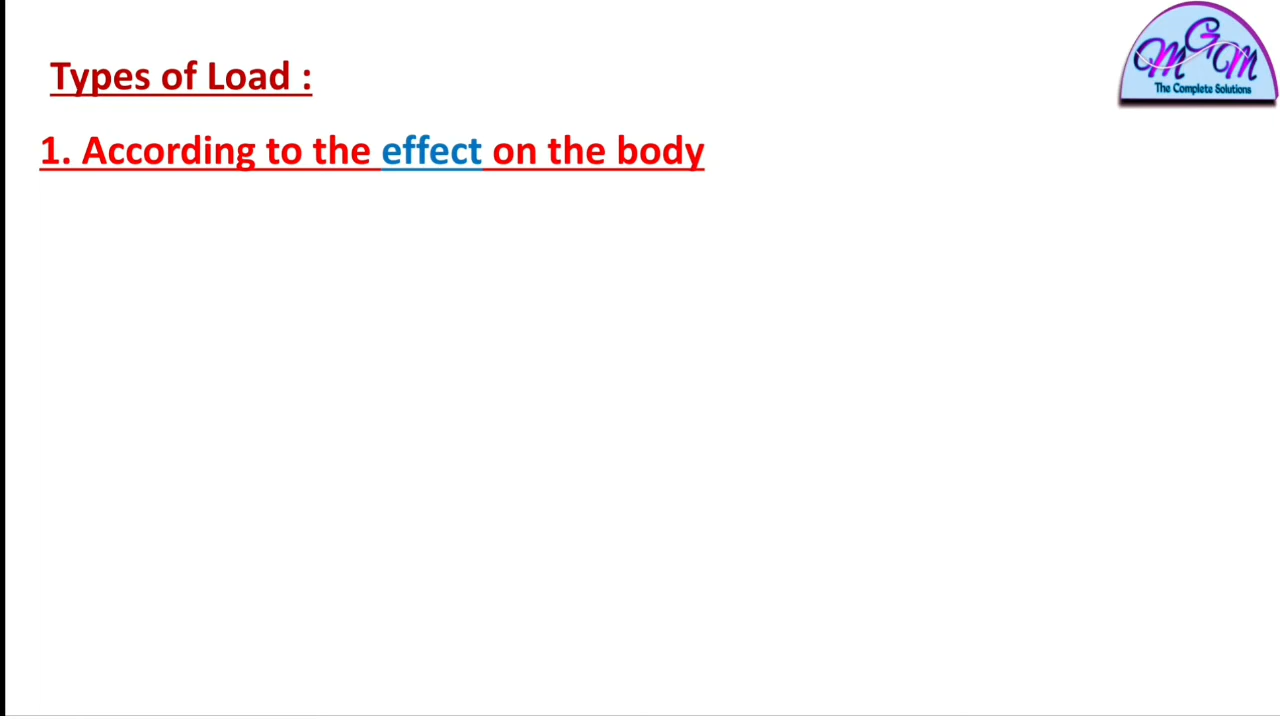 MGM
The Complete Solutions
Types of Load :
1. According to the effect on the body